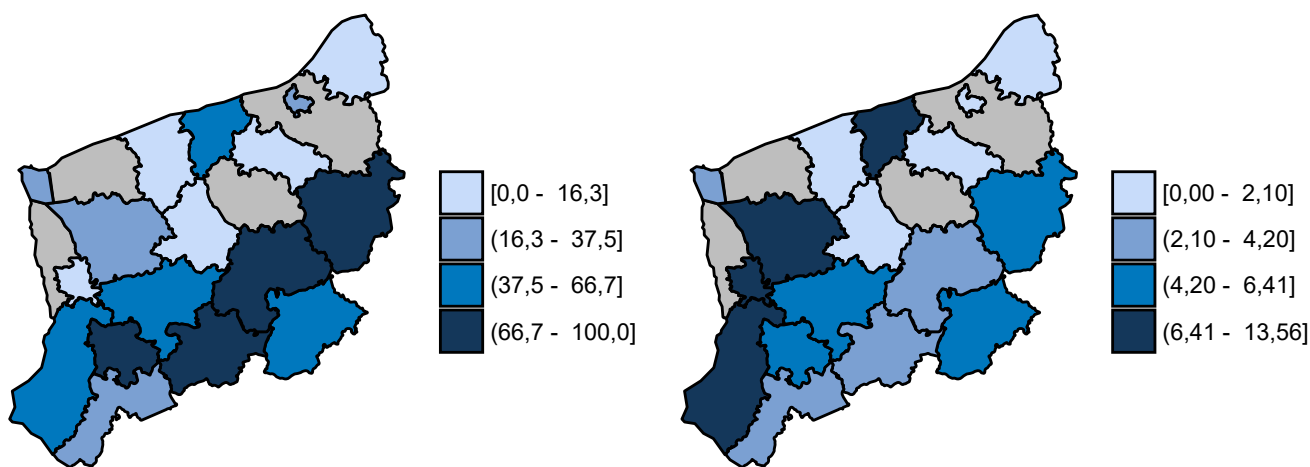 [0,0 - 16,3]
(16,3 - 37,5]
(37,5 - 66,7]
(66,7 - 100,0]
[0,00 - 2,10]
(2,10 - 4,20]
(4,20 - 6,41]
(6,41 - 13,56]